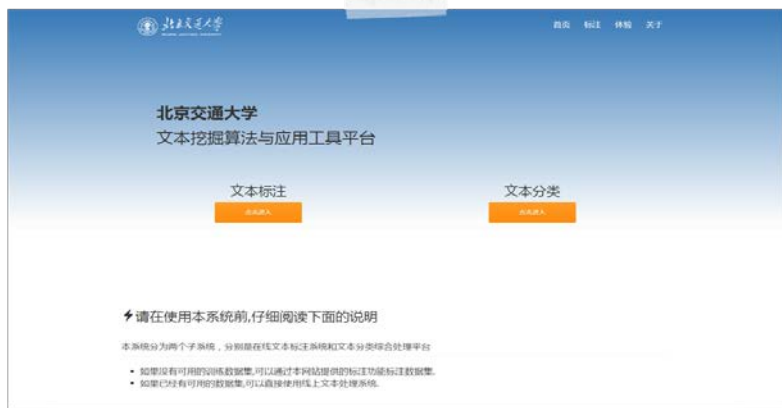 北京交通大学
首页 标注 体验 关于
北京交通大学
文本挖掘算法与应用工具平台
文本标注 文本分类
点击进入 点击进入
请在使用本系统前,仔细阅读下面的说明
本系统分为两个子系统，分别是在线文本标注系统和文本分类综合处理平台
如果没有可用的训练数据集,可以通过本网站提供的标注功能标注数据集.
如果已经有可用的数据集,可以直接使用线上文本处理系统.